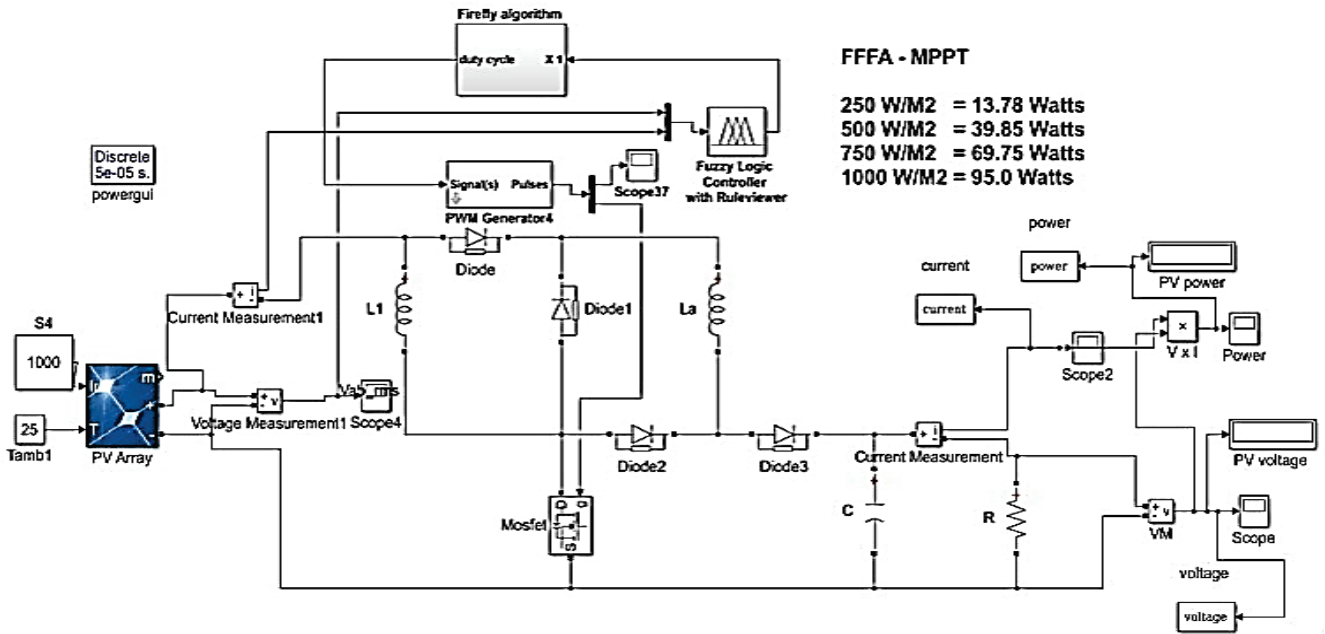 Firefly algorithm
duty cycle
X 1
FFFA - MPPT
250 W/M2 = 13.78 Watts
500 W/M2 = 39.85 Watts
750 W/M2 = 69.75 Watts
1000 W/M2 = 95.0 Watts
Discrete
5e-05 s.
powergui
Signal(s)
Pulses
PWM Generator4
Scope37
Fuzzy Logic
Controller
with Ruleviewer
Diode
L1
Diode1
La
Current Measurement1
S4
1000
25
Tamb1
m
T
+
-
PV Array
+
-
v
Voltage Measurement1
Scope4
Diode2
Diode3
Mosfet
D
g
S
C
R
+
-
i
Current Measurement
current
current
power
power
PV power
Scope2
×
V x I
Power
PV voltage
+
-
v
VM
Scope
voltage
voltage